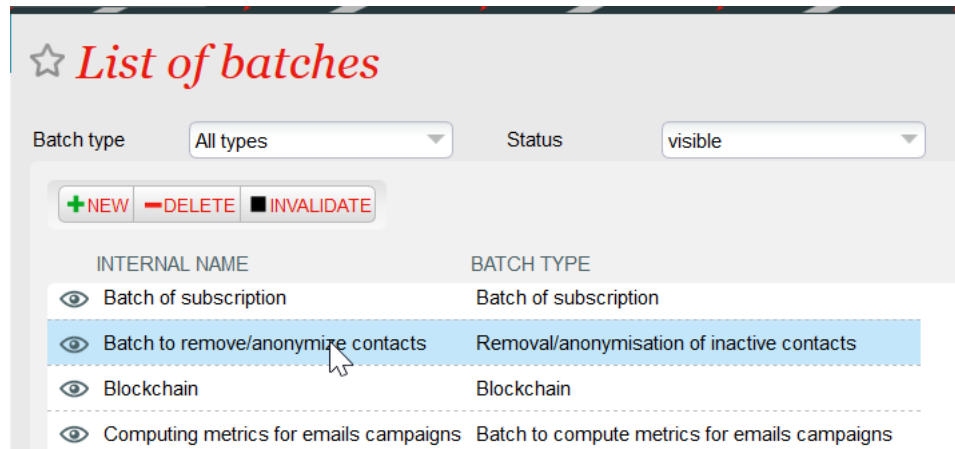 List of batches
Batch type All types Status visible
NEW DELETE INVALIDATE
INTERNAL NAME BATCH TYPE
Batch of subscription Batch of subscription
Batch to remove/anonymize contacts Removal/anonymisation of inactive contacts
Blockchain Blockchain
Computing metrics for emails campaigns Batch to compute metrics for emails campaigns